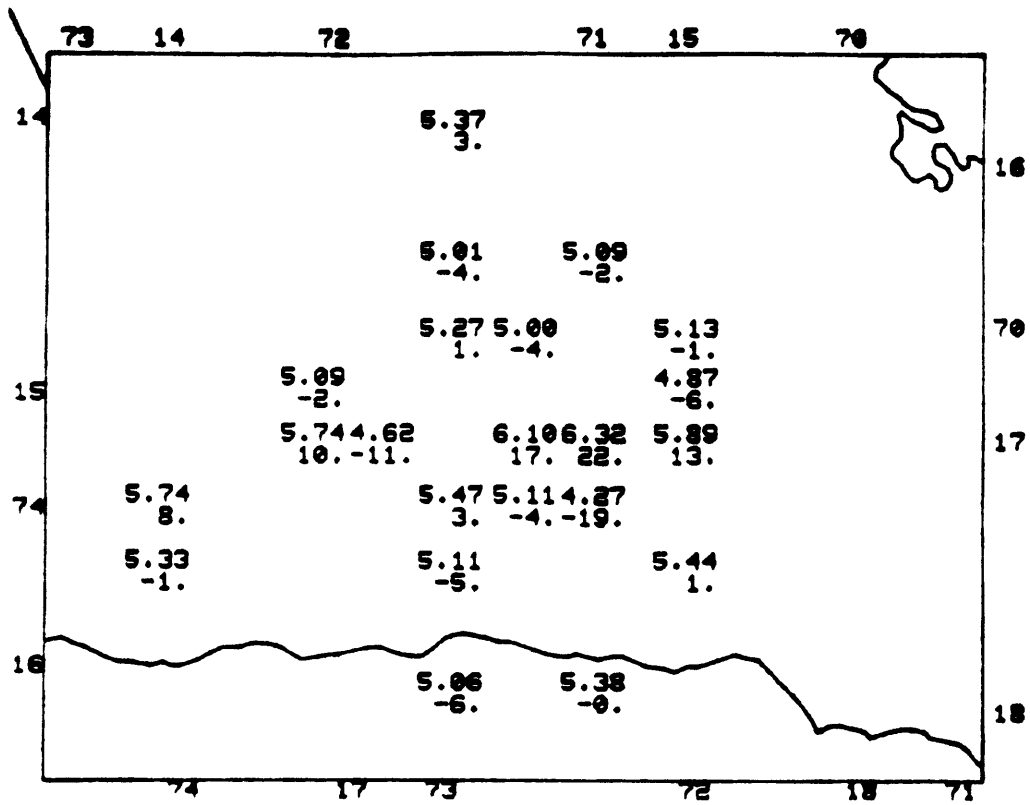 73 14 72 71 15 70
14 5.37
3.
16
5.01 5.09
-4. -2.
5.27 5.00 5.13 70
1. -4. -1.
5.09 4.87
15 -2. -6.
5.74 4.62 6.10 6.32 5.89 17
10. -11. 17. 22. 13.
74 5.74 5.47 5.11 4.27
8. 3. -4. -19.
5.33 5.11 5.44
-1. -5. 1.
16
5.06 5.38
-6. -0. 18
74 17 73 72 18 71